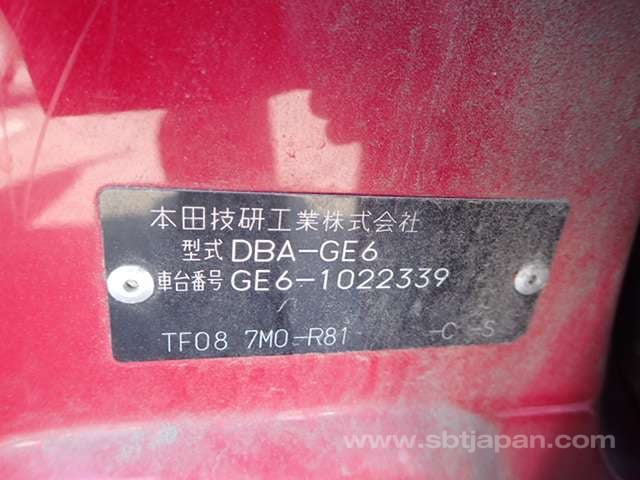 本田技研工業株式会社
型式 DBA-GE6
車台番号 GE6-1022339
TF08 7M0-R81 -C -S
www.sbtjapan.com